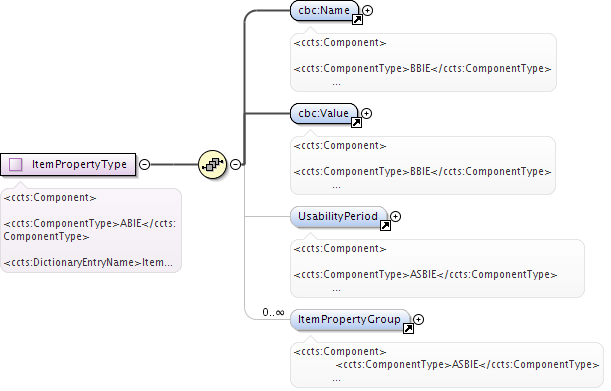 cbc:Name
<ccts:Component>
<ccts:ComponentType>BBIE</ccts:ComponentType>
...
cbc:Value
<ccts:Component>
<ccts:ComponentType>BBIE</ccts:ComponentType>
...
ItemPropertyType
<ccts:Component>
<ccts:ComponentType>ABIE</ccts:
ComponentType>
<ccts:DictionaryEntryName>Item...
UsabilityPeriod
<ccts:Component>
<ccts:ComponentType>ASBIE</ccts:ComponentType>
...
0..∞
ItemPropertyGroup
<ccts:Component>
<ccts:ComponentType>ASBIE</ccts:ComponentType>
...